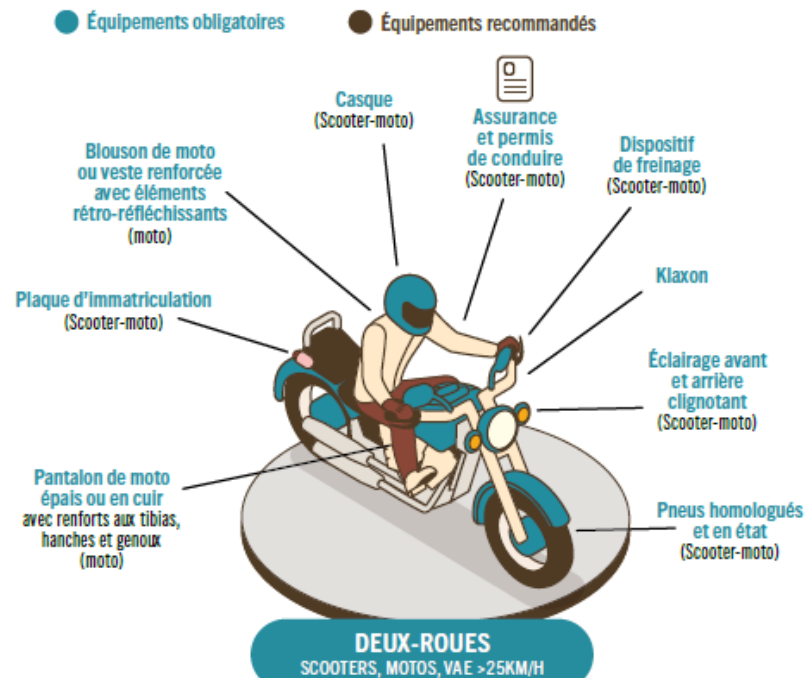 Équipements obligatoires
Équipements recommandés
Casque
(Scooter-moto)
Assurance
et permis
de conduire
(Scooter-moto)
Dispositif
de freinage
(Scooter-moto)
Blouson de moto
ou veste renforcée
avec éléments
rétro-réfléchissants
(moto)
Klaxon
Plaque d'immatriculation
(Scooter-moto)
Éclairage avant
et arrière
clignotant
(Scooter-moto)
Pantalon de moto
épais ou en cuir
avec renforts aux tibias,
hanches et genoux
(moto)
Pneus homologués
et en état
(Scooter-moto)
DEUX-ROUES
SCOOTERS, MOTOS, VAE >25KM/H